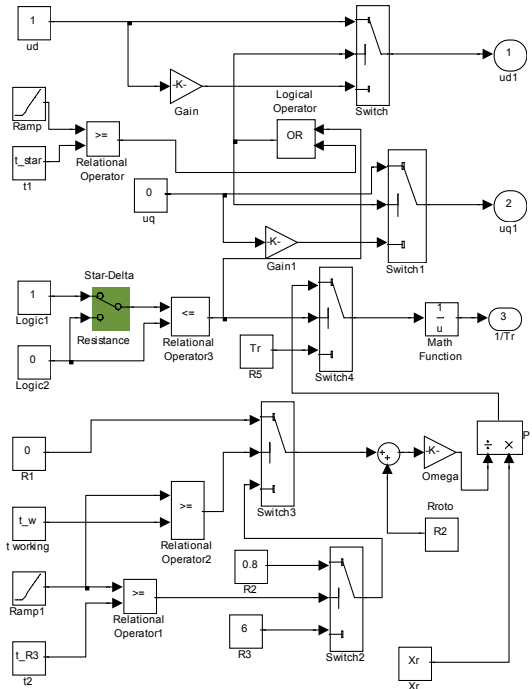 1
ud
-K-
Gain
Switch
1
ud1
Ramp
t_star
t1
>=
Relational
Operator
Logical
Operator
OR
0
uq
-K-
Gain1
Switch1
2
uq1
Star-Delta
1
Logic1
0
Logic2
Resistance
<=
Relational
Operator3
Tr
R5
Switch4
1
u
Math
Function
3
1/Tr
0
R1
Switch3
+
+
-K-
Omega
÷
×
P
t_w
t working
>=
Relational
Operator2
Rroto
R2
Ramp1
>=
Relational
Operator1
t_R3
t2
0.8
R2
6
R3
Switch2
Xr
Xr